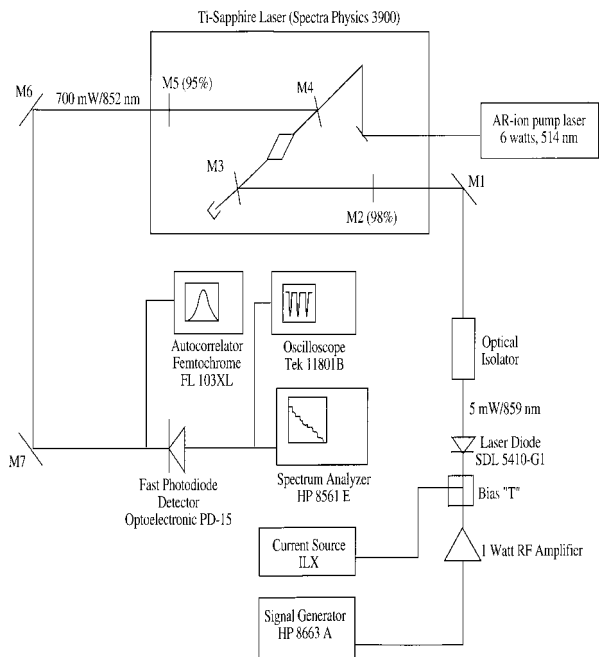 Ti-Sapphire Laser (Spectra Physics 3900)
M6
700 mW/852 nm
M5 (95%)
M4
AR-ion pump laser
6 watts, 514 nm
M3
M1
M2 (98%)
Autocorrelator
Femtochrome
FL 103XL
Oscilloscope
Tek 11801B
Optical
Isolator
5 mW/859 nm
M7
Laser Diode
SDL 5410-G1
Fast Photodiode
Detector
Optoelectronic PD-15
Spectrum Analyzer
HP 8561 E
Bias "T"
Current Source
ILX
1 Watt RF Amplifier
Signal Generator
HP 8663 A